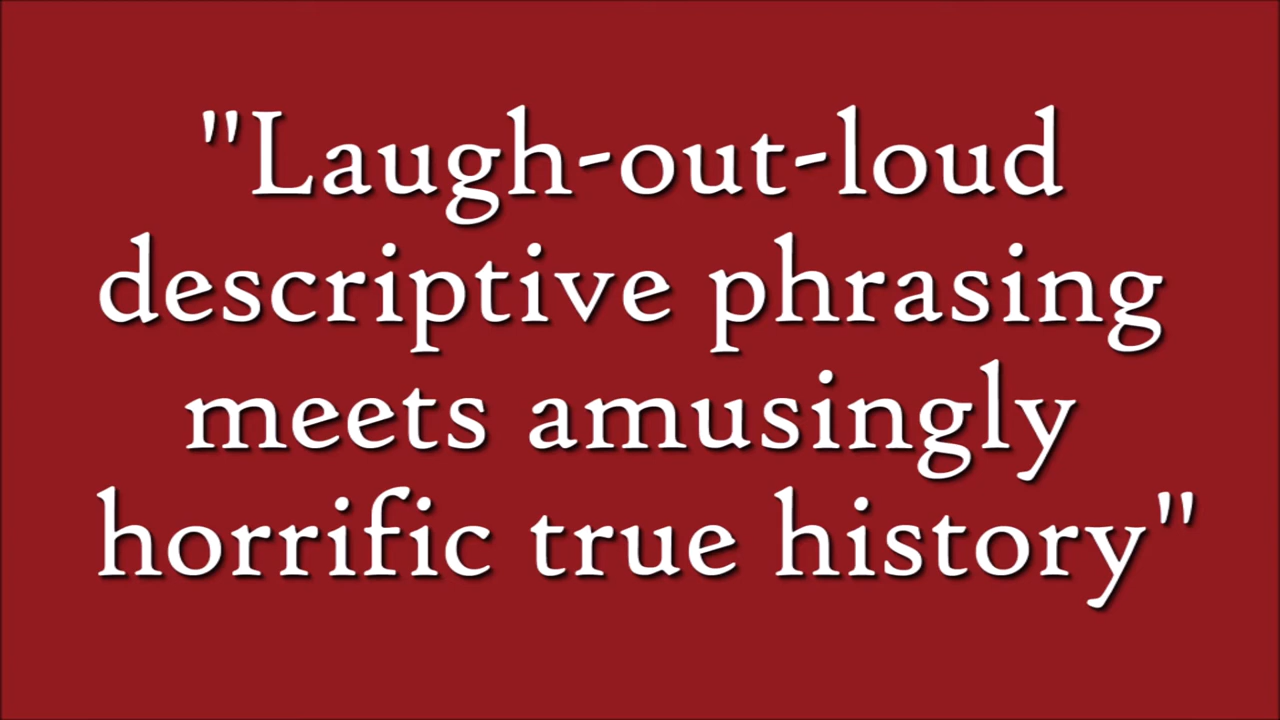 "Laugh-out-loud
descriptive phrasing
meets amusingly
horrific true history"